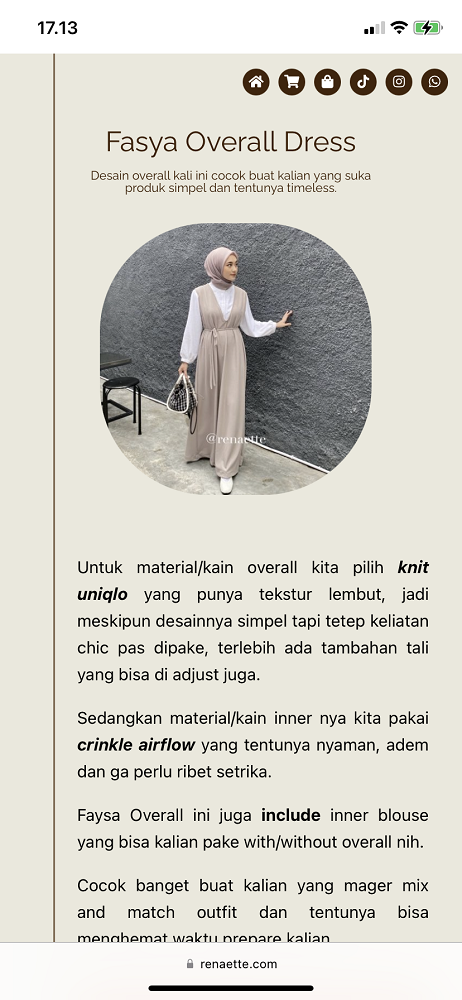 17.13
Fasya Overall Dress
Desain overall kali ini cocok buat kalian yang suka
produk simpel dan tentunya timeless.
@renaette
Untuk material/kain overall kita pilih knit
uniqlo yang punya tekstur lembut, jadi
meskipun desainnya simpel tapi tetep keliatan
chic pas dipake, terlebih ada tambahan tali
yang bisa di adjust juga.
Sedangkan material/kain inner nya kita pakai
crinkle airflow yang tentunya nyaman, adem
dan ga perlu ribet setrika.
Faysa Overall ini juga include inner blouse
yang bisa kalian pake with/without overall nih.
Cocok banget buat kalian yang mager mix
and match outfit dan tentunya bisa
menghemat waktu prepare kalian
renaette.com